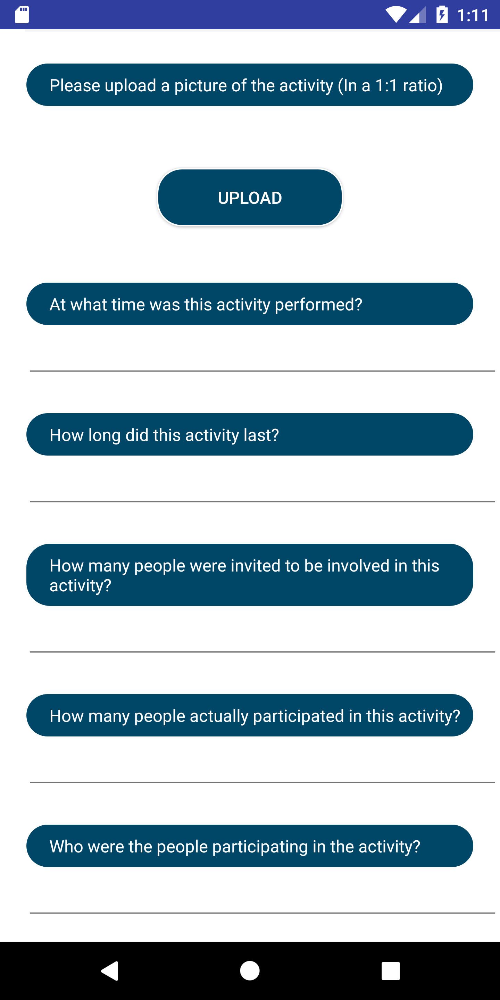 1:11
Please upload a picture of the activity (In a 1:1 ratio)
UPLOAD
At what time was this activity performed?
How long did this activity last?
How many people were invited to be involved in this
activity?
How many people actually participated in this activity?
Who were the people participating in the activity?